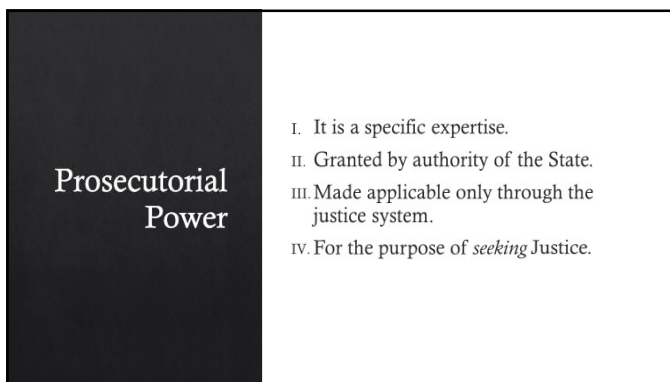 Prosecutorial
Power
I. It is a specific expertise.
II. Granted by authority of the State.
III. Made applicable only through the
justice system.
IV. For the purpose of seeking Justice.